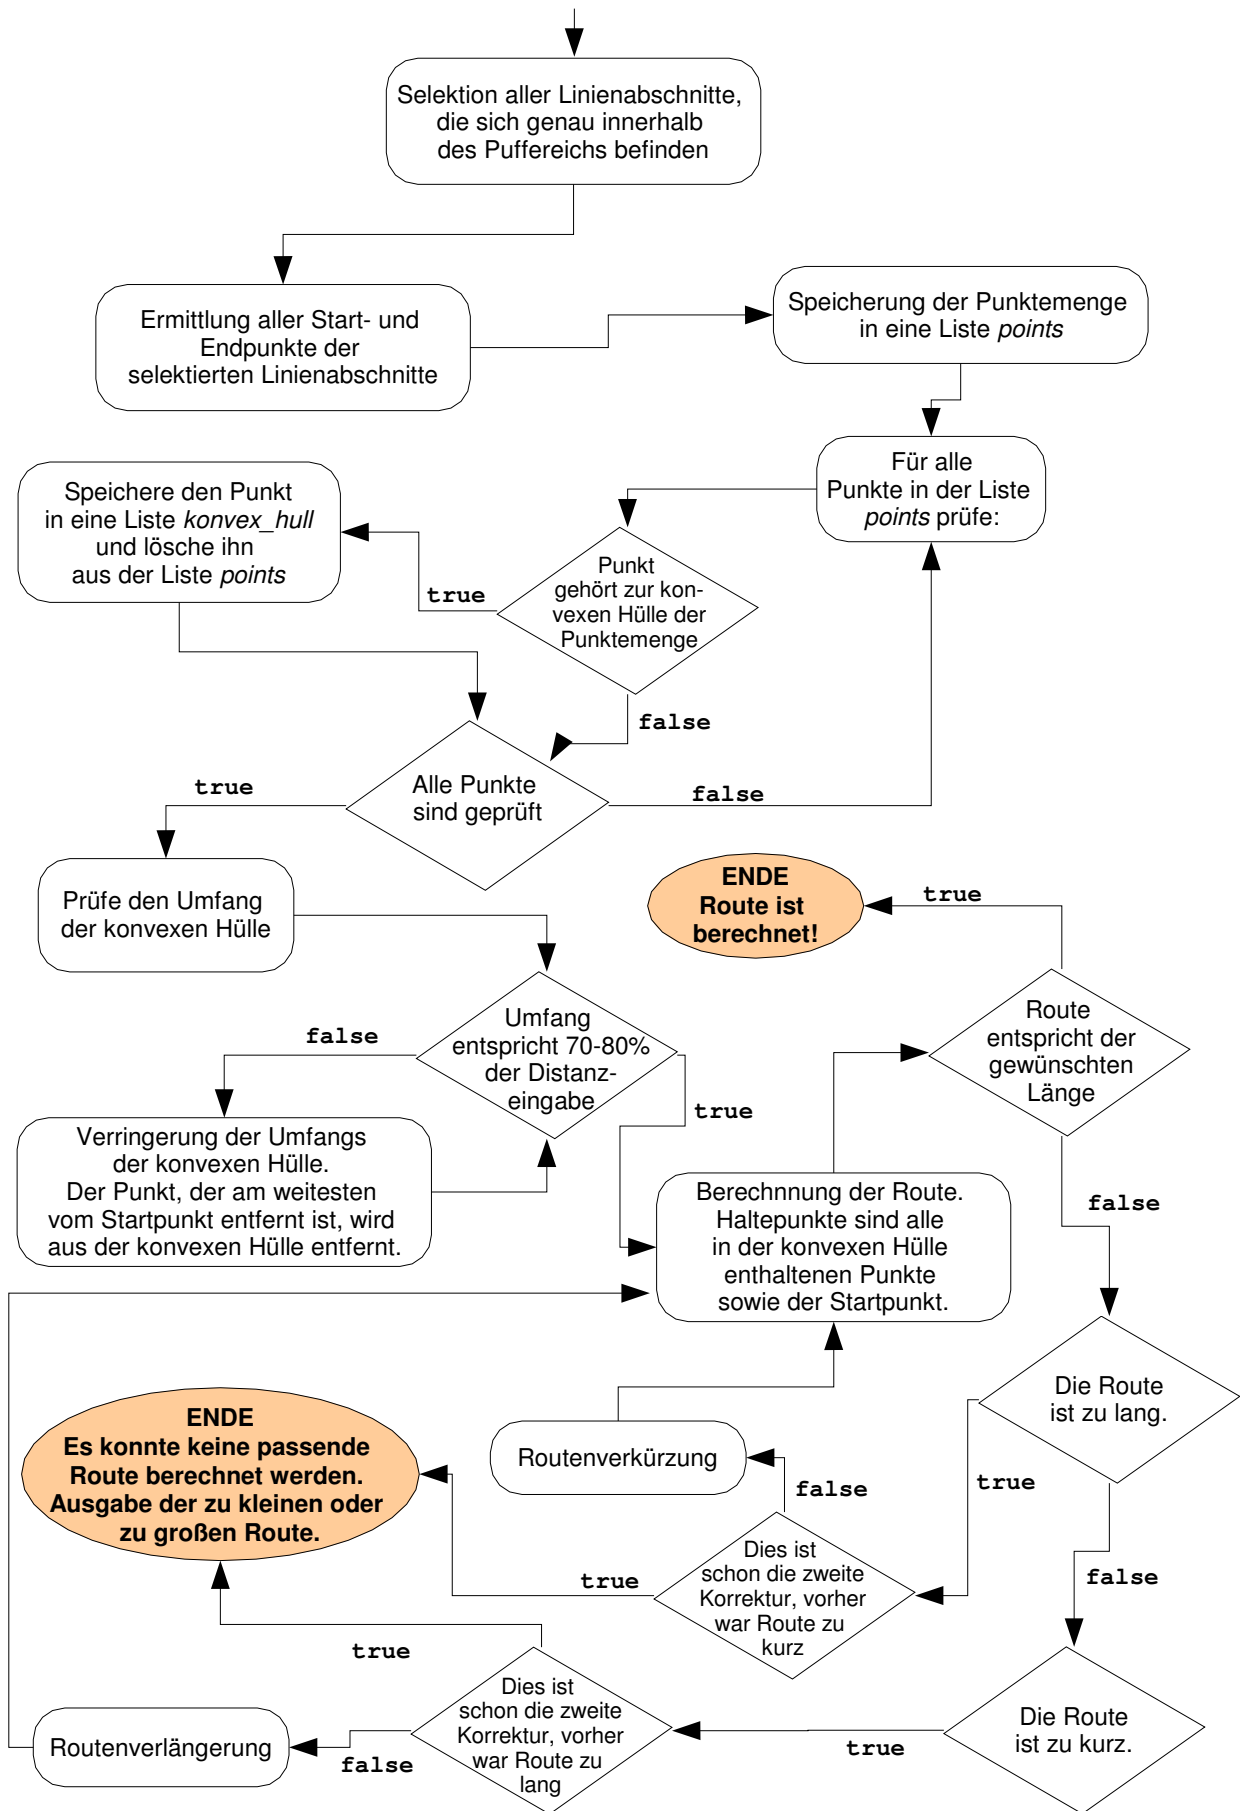 Selektion aller Linienabschnitte,
die sich genau innerhalb
des Puffereichs befinden
Ermittlung aller Start- und
Endpunkte der
selektierten Linienabschnitte
Speicherung der Punktemenge
in eine Liste points
Für alle
Punkte in der Liste
points prüfe:
Speichere den Punkt
in eine Liste konvex_hull
und lösche ihn
aus der Liste points
true
Punkt
gehört zur kon-
vexen Hülle der
Punktemenge
false
true
Alle Punkte
sind geprüft
false
Prüfe den Umfang
der konvexen Hülle
ENDE
Route ist
berechnet!
true
false
Umfang
entspricht 70-80%
der Distanz-
eingabe
true
Route
entspricht der
gewünschten
Länge
false
Verringerung der Umfangs
der konvexen Hülle.
Der Punkt, der am weitesten
vom Startpunkt entfernt ist, wird
aus der konvexen Hülle entfernt.
Berechnnung der Route.
Haltepunkte sind alle
in der konvexen Hülle
enthaltenen Punkte
sowie der Startpunkt.
Die Route
ist zu lang.
ENDE
Es konnte keine passende
Route berechnet werden.
Ausgabe der zu kleinen oder
zu großen Route.
Routenverkürzung
false
true
true
Dies ist
schon die zweite
Korrektur, vorher
war Route zu
kurz
false
true
Dies ist
schon die zweite
Korrektur, vorher
war Route zu
lang
Routenverlängerung
false
true
Die Route
ist zu kurz.